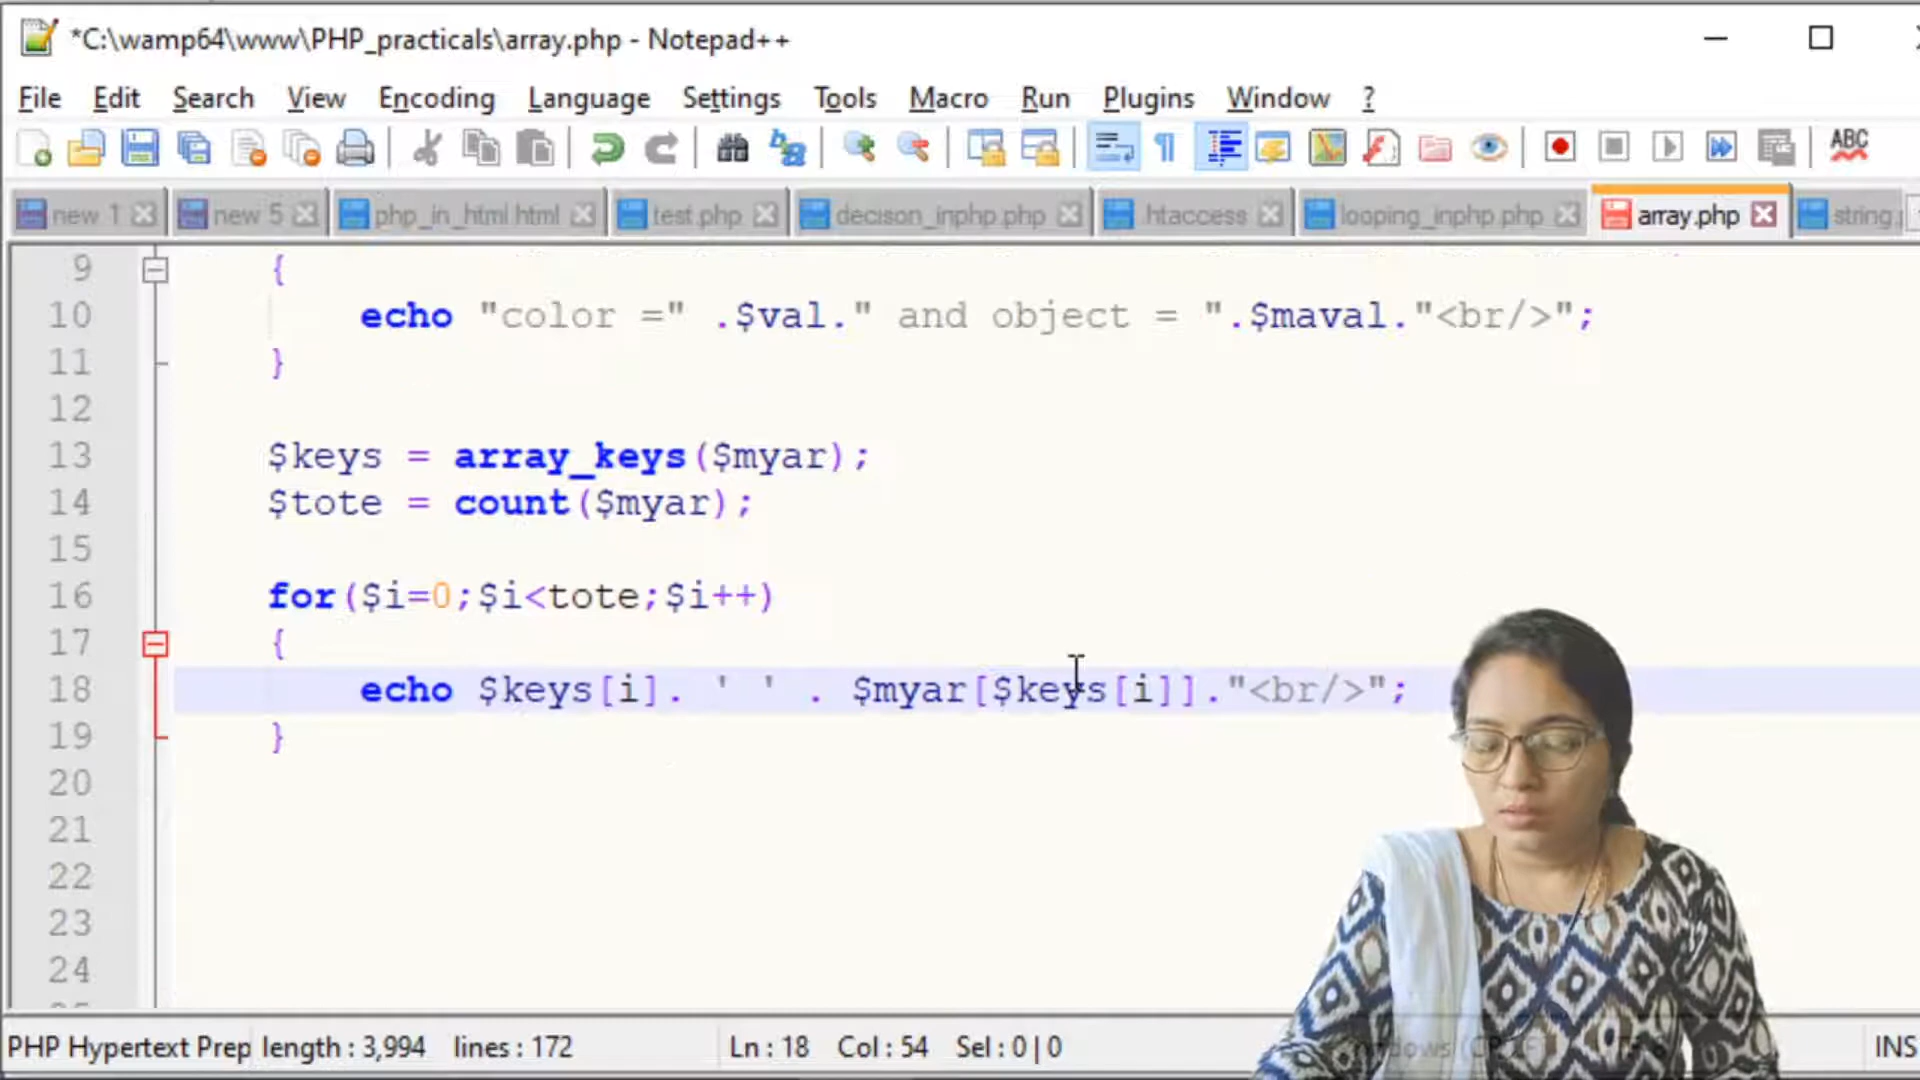 *C:\wamp64\www\PHP_practicals\array.php - Notepad++
File Edit Search View Encoding Language Settings Tools Macro Run Plugins Window ?
ABC
new 1 new 5 php_in_html.html test.php decison_inphp.php .htaccess looping_inphp.php array.php string.
9 {
10 echo "color =" .$val." and object = ".$maval."<br/>";
11 }
12
13 $keys = array_keys($myar);
14 $tote = count($myar);
15
16 for($i=0;$i<tote;$i++)
17 {
18 echo $keys[i]. ' ' . $myar[$keys[i]]."<br/>";
19 }
20
21
22
23
24
PHP Hypertext Prep length : 3,994 lines : 172 Ln : 18 Col : 54 Sel : 0 | 0 INS